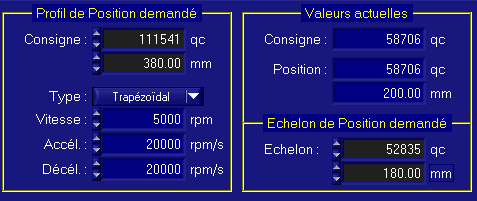 Profil de Position demandé
Consigne : 111541 qc
380.00 mm
Type : Trapézoïdal
Vitesse : 5000 rpm
Accél. : 20000 rpm/s
Décél. : 20000 rpm/s
Valeurs actuelles
Consigne : 58706 qc
Position : 58706 qc
200.00 mm
Echelon de Position demandé
Echelon : 52835 qc
180.00 mm